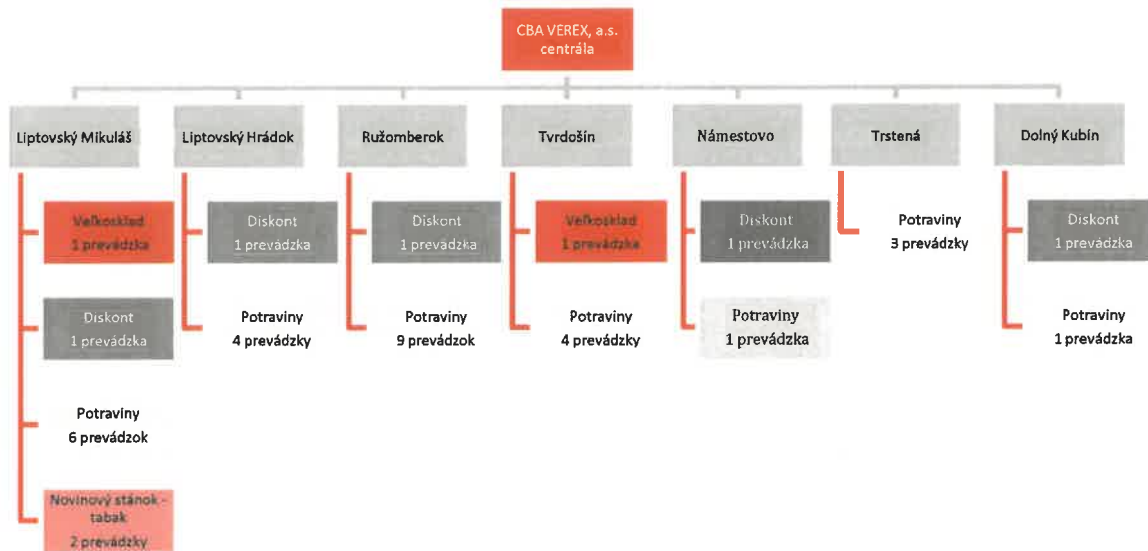 CBA VEREX, a.s.
centrála
Liptovský Mikuláš
Liptovský Hrádok
Ružomberok
Tvrdošín
Námestovo
Trstená
Dolný Kubín
Veľkosklad
1 prevádzka
Diskont
1 prevádzka
Diskont
1 prevádzka
Veľkosklad
1 prevádzka
Diskont
1 prevádzka
Potraviny
3 prevádzky
Diskont
1 prevádzka
Diskont
1 prevádzka
Potraviny
4 prevádzky
Potraviny
9 prevádzok
Potraviny
4 prevádzky
Potraviny
1 prevádzka
Potraviny
1 prevádzka
Potraviny
6 prevádzok
Novinový stánok -
tabak
2 prevádzky